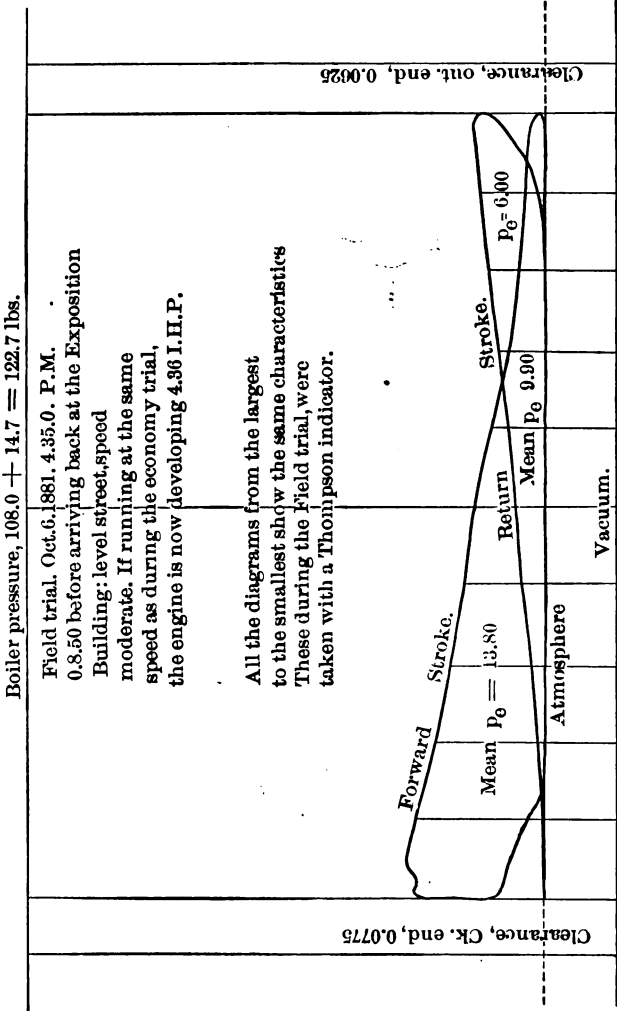 Boiler pressure, 108.0 + 14.7 = 122.7 lbs.
Field trial. Oct.6.1881. 4.35.0. P.M.
0.8.50 before arriving back at the Exposition
Building: level street,speed
moderate. If running at the same
speed as during the economy trial,
the engine is now developing 4.36 I.H.P.
All the diagrams from the largest
to the smallest show the same characteristics
These during the Field trial,were
taken with a Thompson indicator.
Clearance, Ck. end, 0.0775
Clearance, out. end, 0.0625
Forward Stroke.
Stroke.
Return
Mean pe = 13.80
Mean pe 9.90
pe = 6.00
Atmosphere
Vacuum.